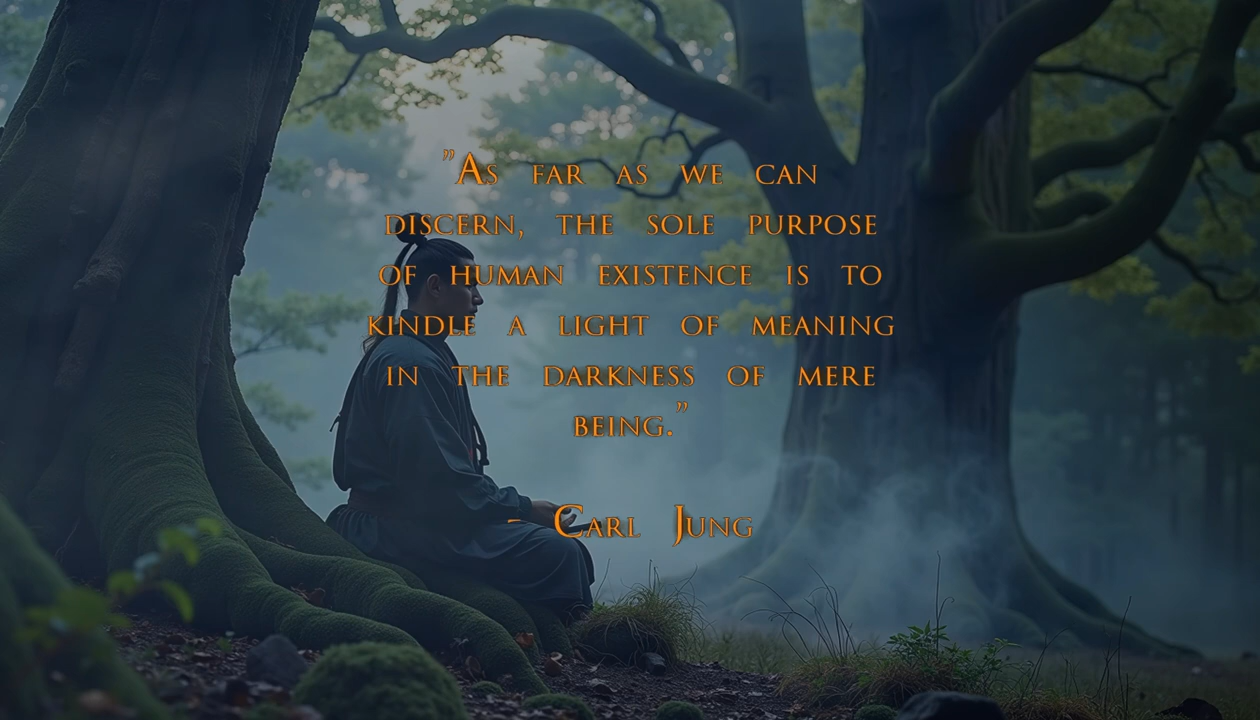 "As far as we can
discern, the sole purpose
of human existence is to
kindle a light of meaning
in the darkness of mere
being."
- Carl Jung